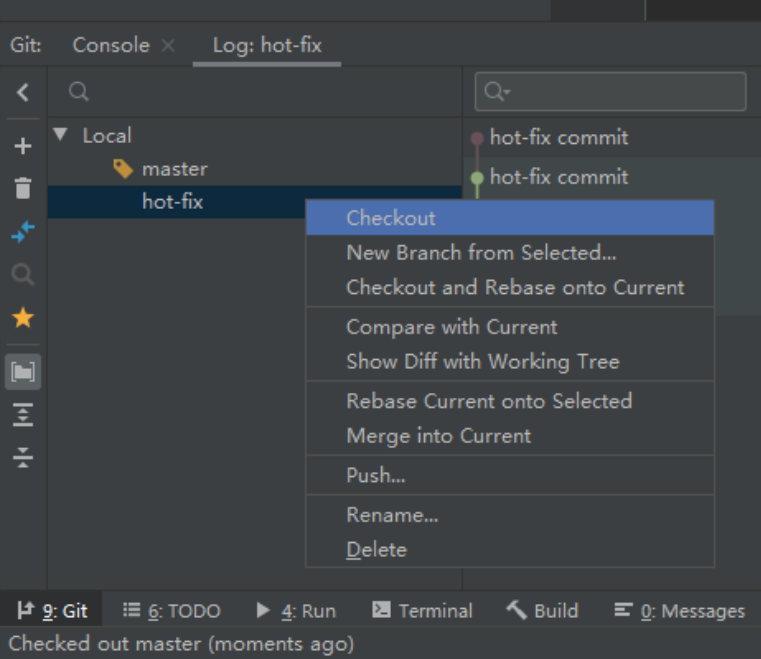 Git: Console Log: hot-fix
Local
master
hot-fix
hot-fix commit
hot-fix commit
Checkout
New Branch from Selected...
Checkout and Rebase onto Current
Compare with Current
Show Diff with Working Tree
Rebase Current onto Selected
Merge into Current
Push...
Rename...
Delete
9: Git 6: TODO 4: Run Terminal Build 0: Messages
Checked out master (moments ago)